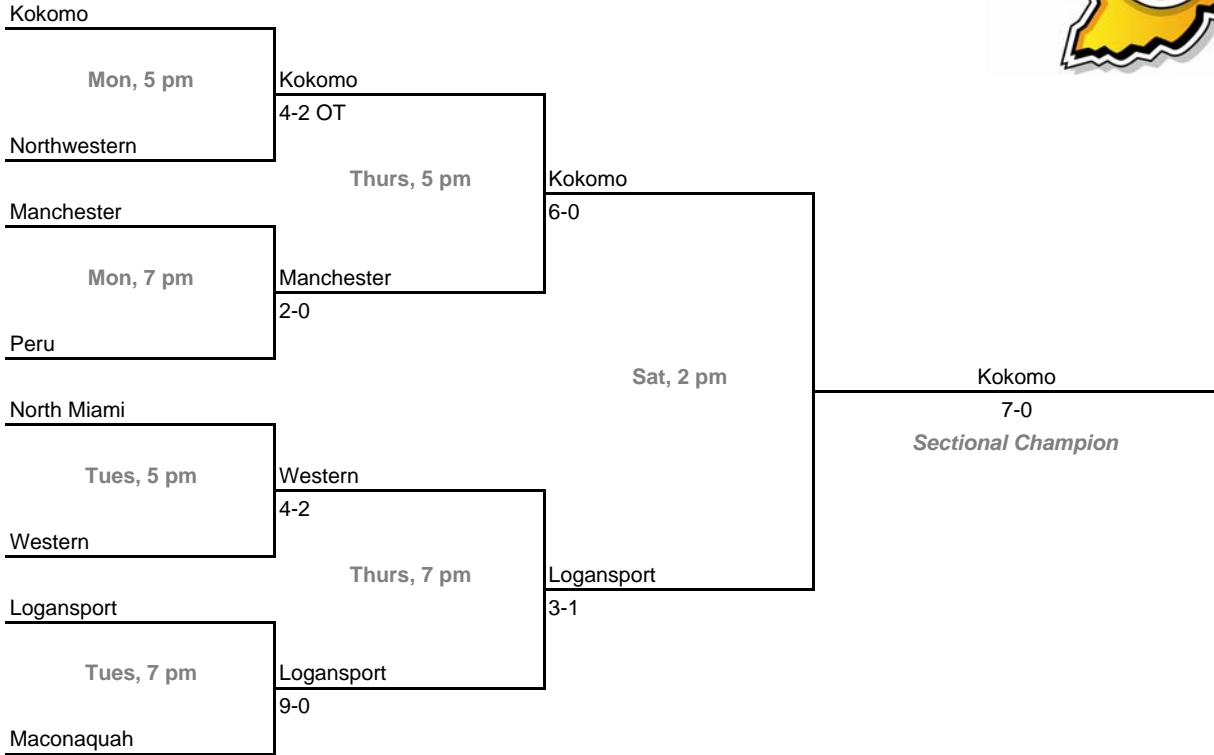 Kokomo
Mon, 5 pm
Kokomo
4-2 OT
Northwestern
Thurs, 5 pm
Kokomo
6-0
Manchester
Mon, 7 pm
Manchester
2-0
Peru
Sat, 2 pm
Kokomo
7-0
Sectional Champion
North Miami
Tues, 5 pm
Western
4-2
Western
Thurs, 7 pm
Logansport
3-1
Logansport
Tues, 7 pm
Logansport
9-0
Maconaquah